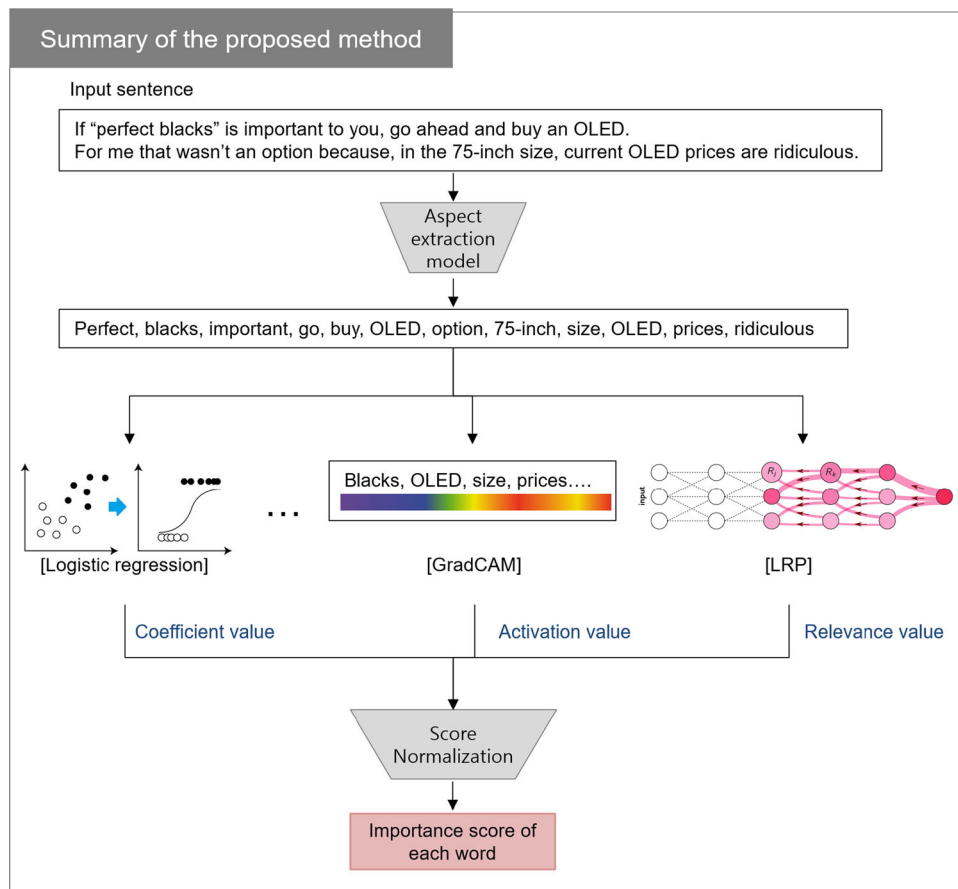 Summary of the proposed method
Input sentence
If “perfect blacks” is important to you, go ahead and buy an OLED.
For me that wasn’t an option because, in the 75-inch size, current OLED prices are ridiculous.
Aspect
extraction
model
Perfect, blacks, important, go, buy, OLED, option, 75-inch, size, OLED, prices, ridiculous
...
Blacks, OLED, size, prices....
input
Rj
Rk
[Logistic regression]
[GradCAM]
[LRP]
Coefficient value
Activation value
Relevance value
Score
Normalization
Importance score of
each word